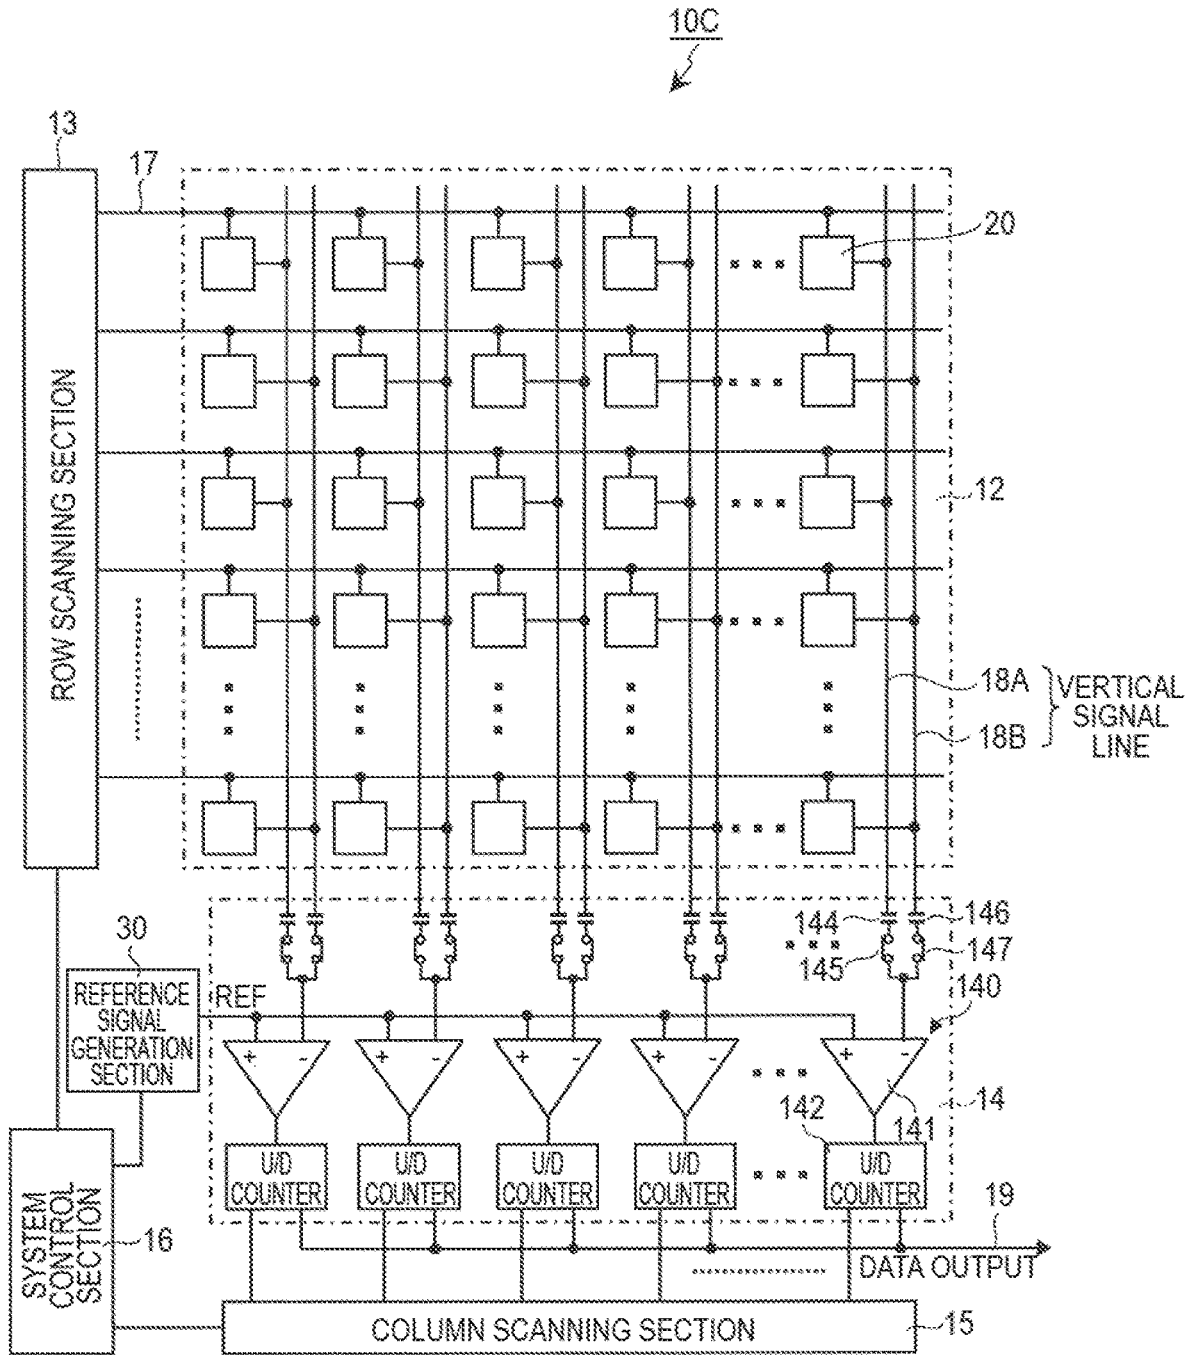 10C
13
17
20
ROW SCANNING SECTION
12
18A
18B
VERTICAL
SIGNAL
LINE
144
146
145
147
30
REFERENCE
SIGNAL
GENERATION
SECTION
REF
140
+ -
+ -
+ -
+ -
+ -
14
142
141
U/D
COUNTER
U/D
COUNTER
U/D
COUNTER
U/D
COUNTER
U/D
COUNTER
SYSTEM
CONTROL
SECTION
16
19
DATA OUTPUT
COLUMN SCANNING SECTION
15